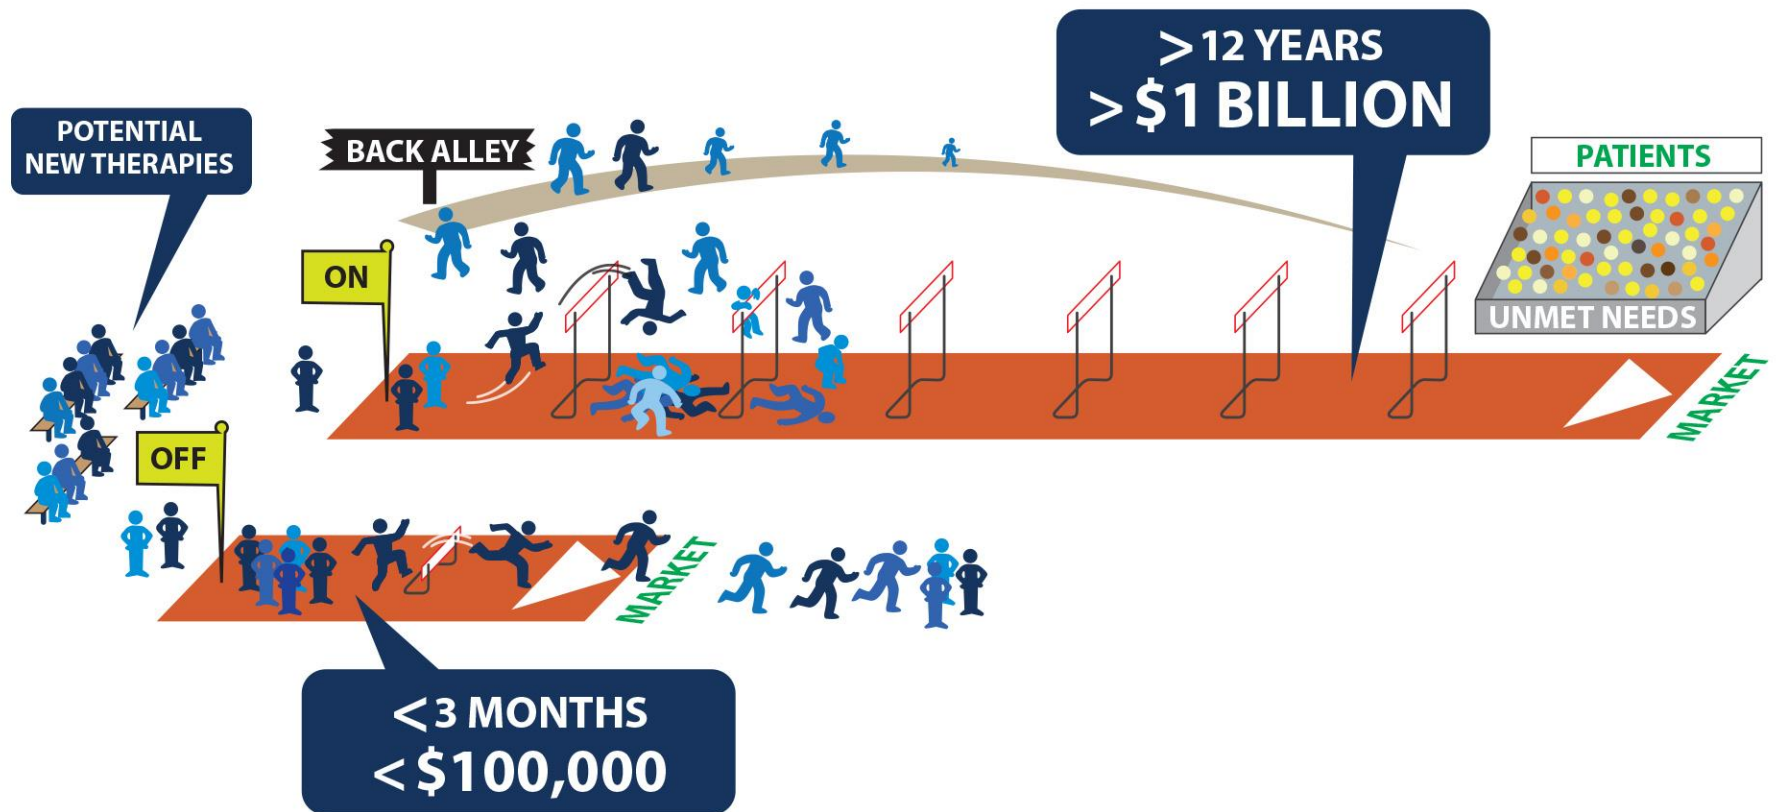 POTENTIAL
NEW THERAPIES
BACK ALLEY
> 12 YEARS
> $1 BILLION
PATIENTS
UNMET NEEDS
ON
MARKET
OFF
MARKET
< 3 MONTHS
< $100,000